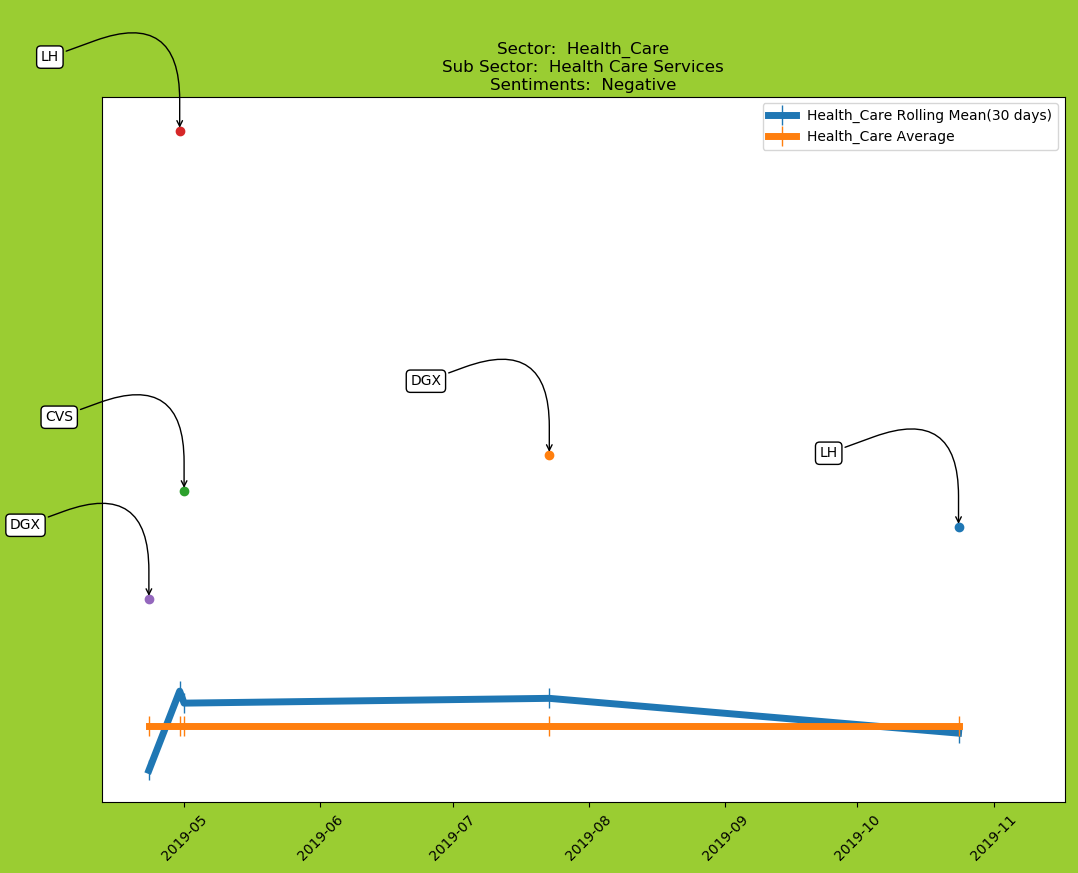 LH
Sector:  Health_Care
Sub Sector:  Health Care Services
Sentiments:  Negative
Health_Care Rolling Mean(30 days)
Health_Care Average
DGX
CVS
LH
DGX
2019-05
2019-06
2019-07
2019-08
2019-09
2019-10
2019-11